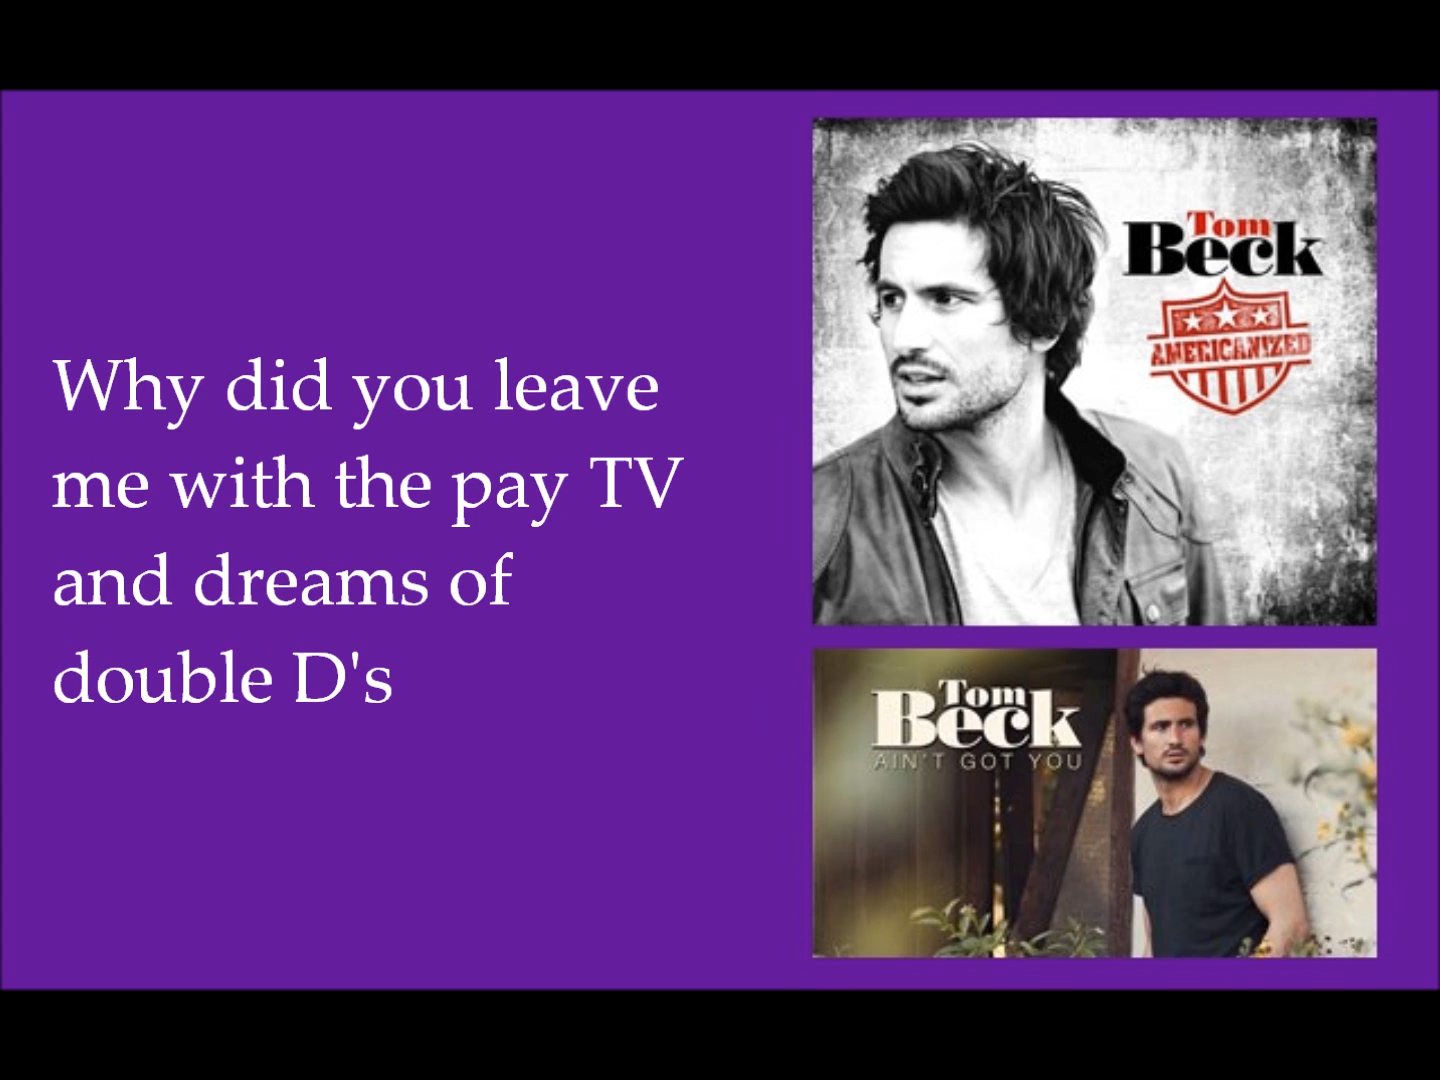 Why did you leave
me with the pay TV
and dreams of
double D's
Tom
Beck
AMERICANIZED
Tom
Beck
AIN'T GOT YOU